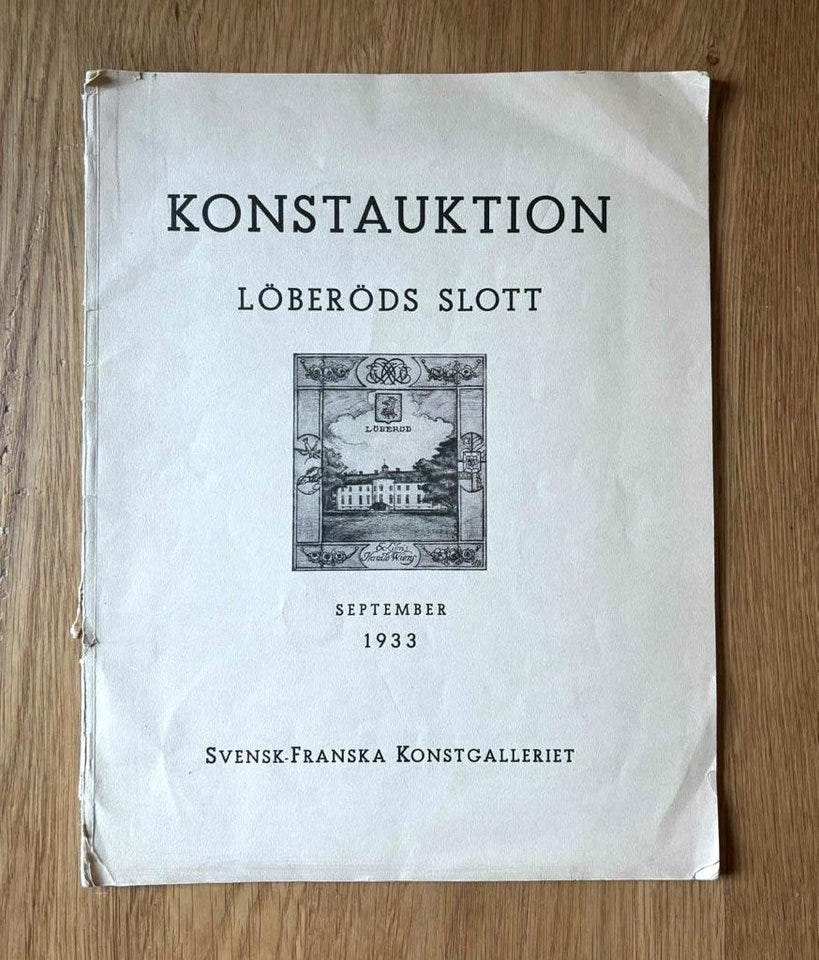 KONSTAUKTION
LÖBERÖDS SLOTT
LÖBERÖD
SEPTEMBER
1933
SVENSK-FRANSKA KONSTGALLERIET